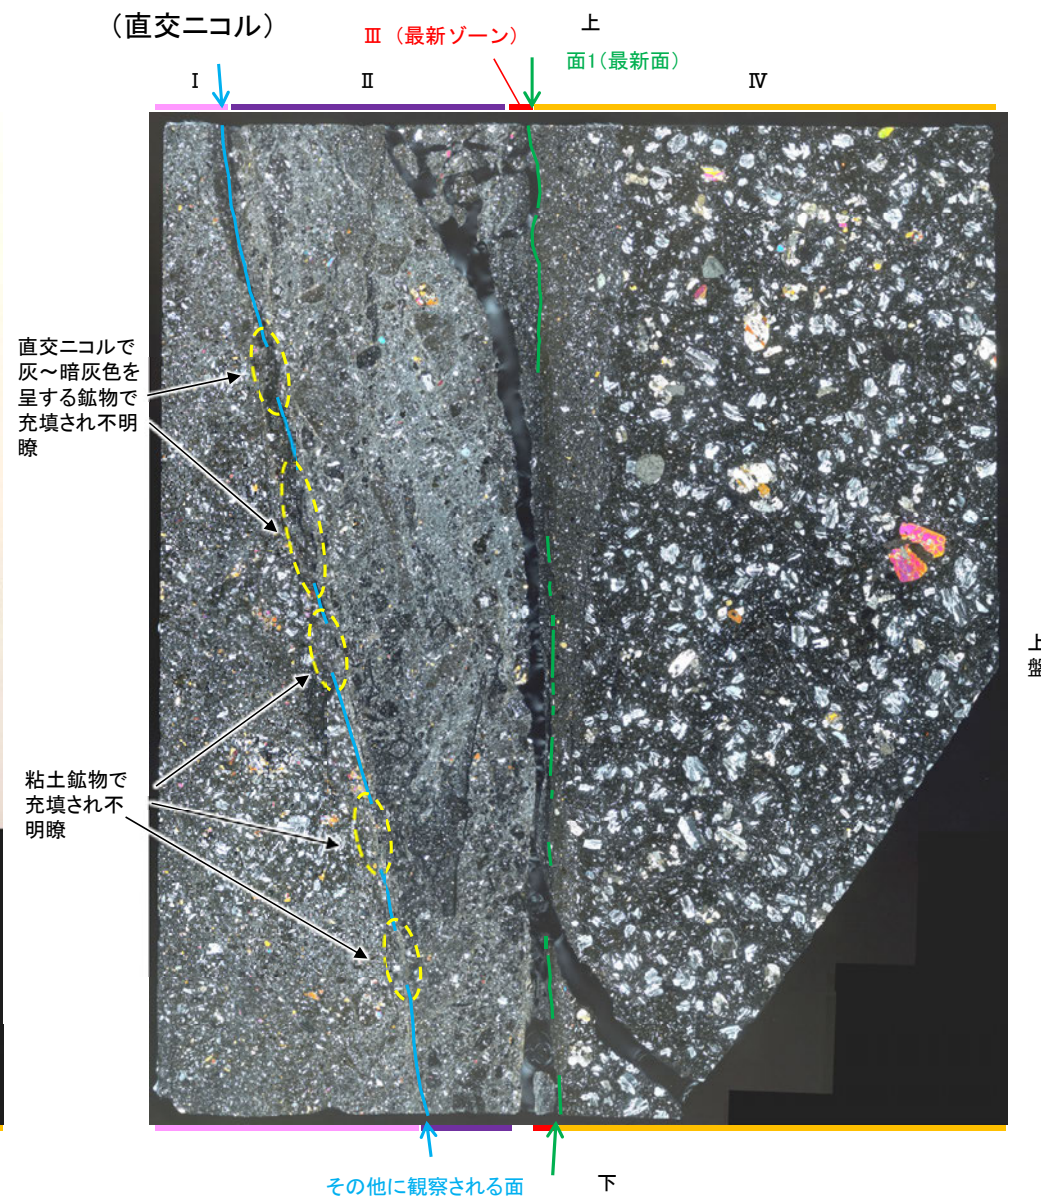 （直交ニコル）
Ⅲ（最新ゾーン）
上
面1（最新面）
Ⅰ
Ⅱ
Ⅳ
直交ニコルで
灰～暗灰色を
呈する鉱物で
充填され不明
瞭
上
盤
粘土鉱物で
充填され不
明瞭
その他に観察される面
下